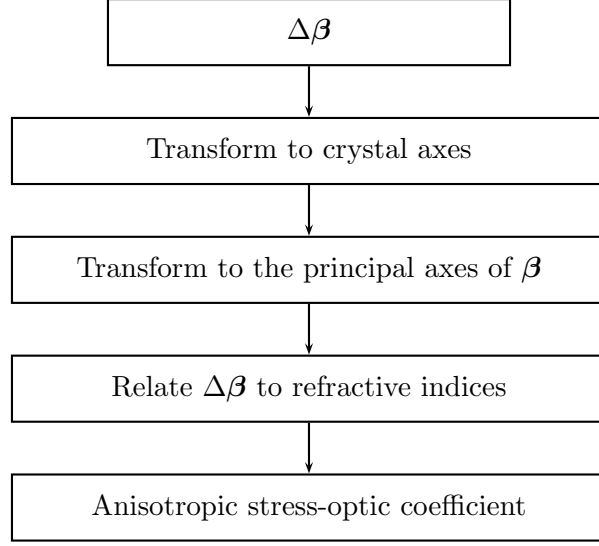 Δβ
Transform to crystal axes
Transform to the principal axes of β
Relate Δβ to refractive indices
Anisotropic stress-optic coefficient